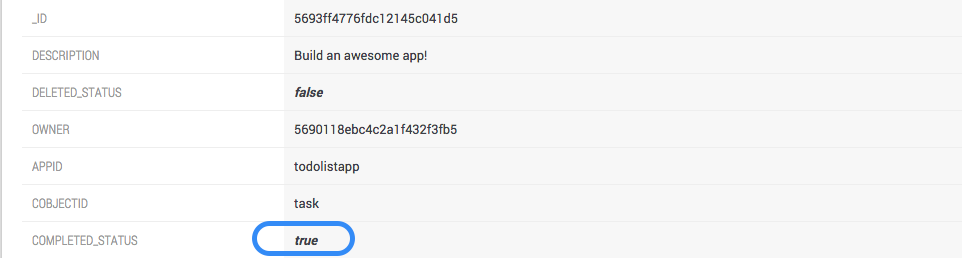 _ID 5693ff4776fdc12145c041d5
DESCRIPTION Build an awesome app!
DELETED_STATUS false
OWNER 5690118ebc4c2a1f432f3fb5
APPID todolistapp
COBJECTID task
COMPLETED_STATUS true